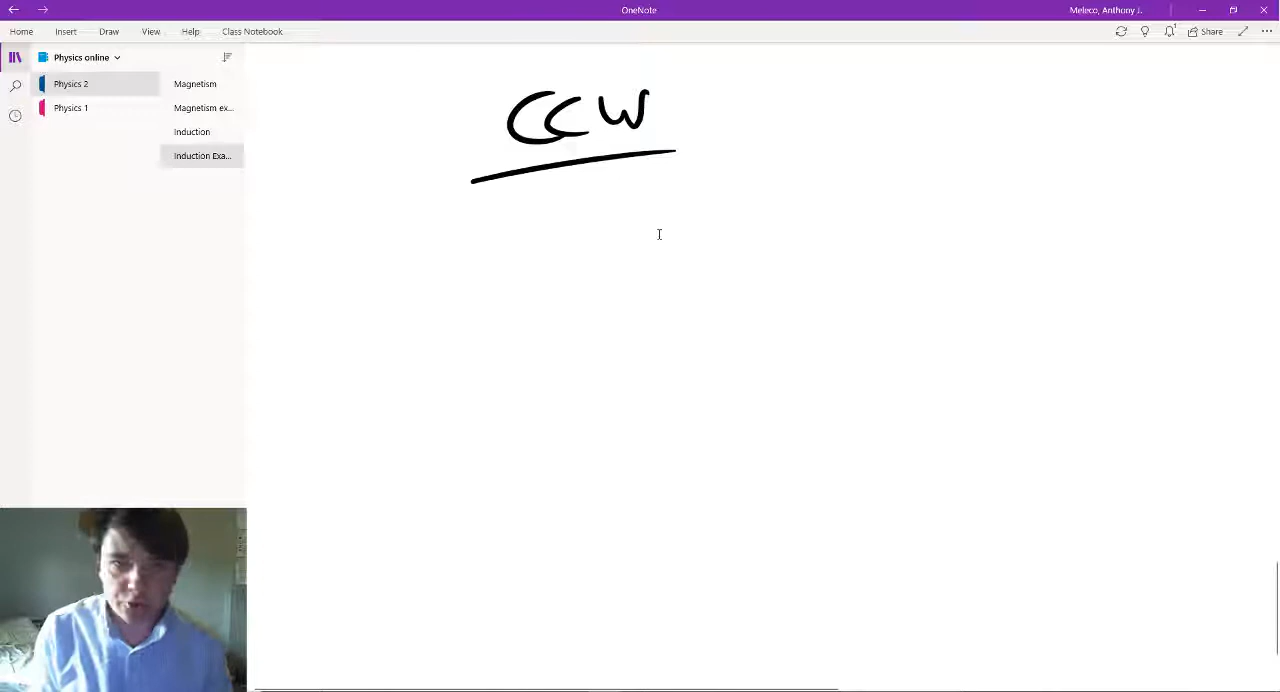 OneNote
Meleco, Anthony J.
Home Insert Draw View Help Class Notebook
1 Share
Physics online
Physics 2
Physics 1
Magnetism
Magnetism ex...
Induction
Induction Exa...
CCW